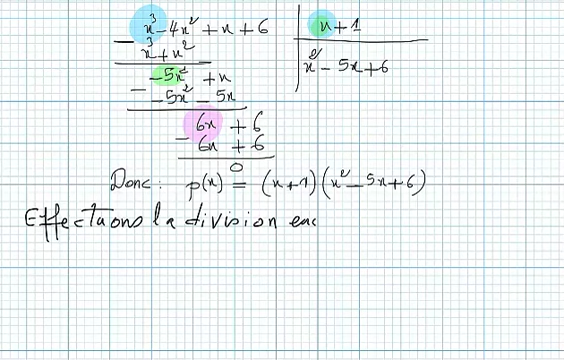 x³ - 4x² + x + 6 | x + 1
- x³ + x² | x² - 5x + 6
-5x² + x
- -5x² - 5x
6x + 6
- 6x + 6
0
Donc : p(x) = (x+1)(x² - 5x + 6)
Effectuons la division euc